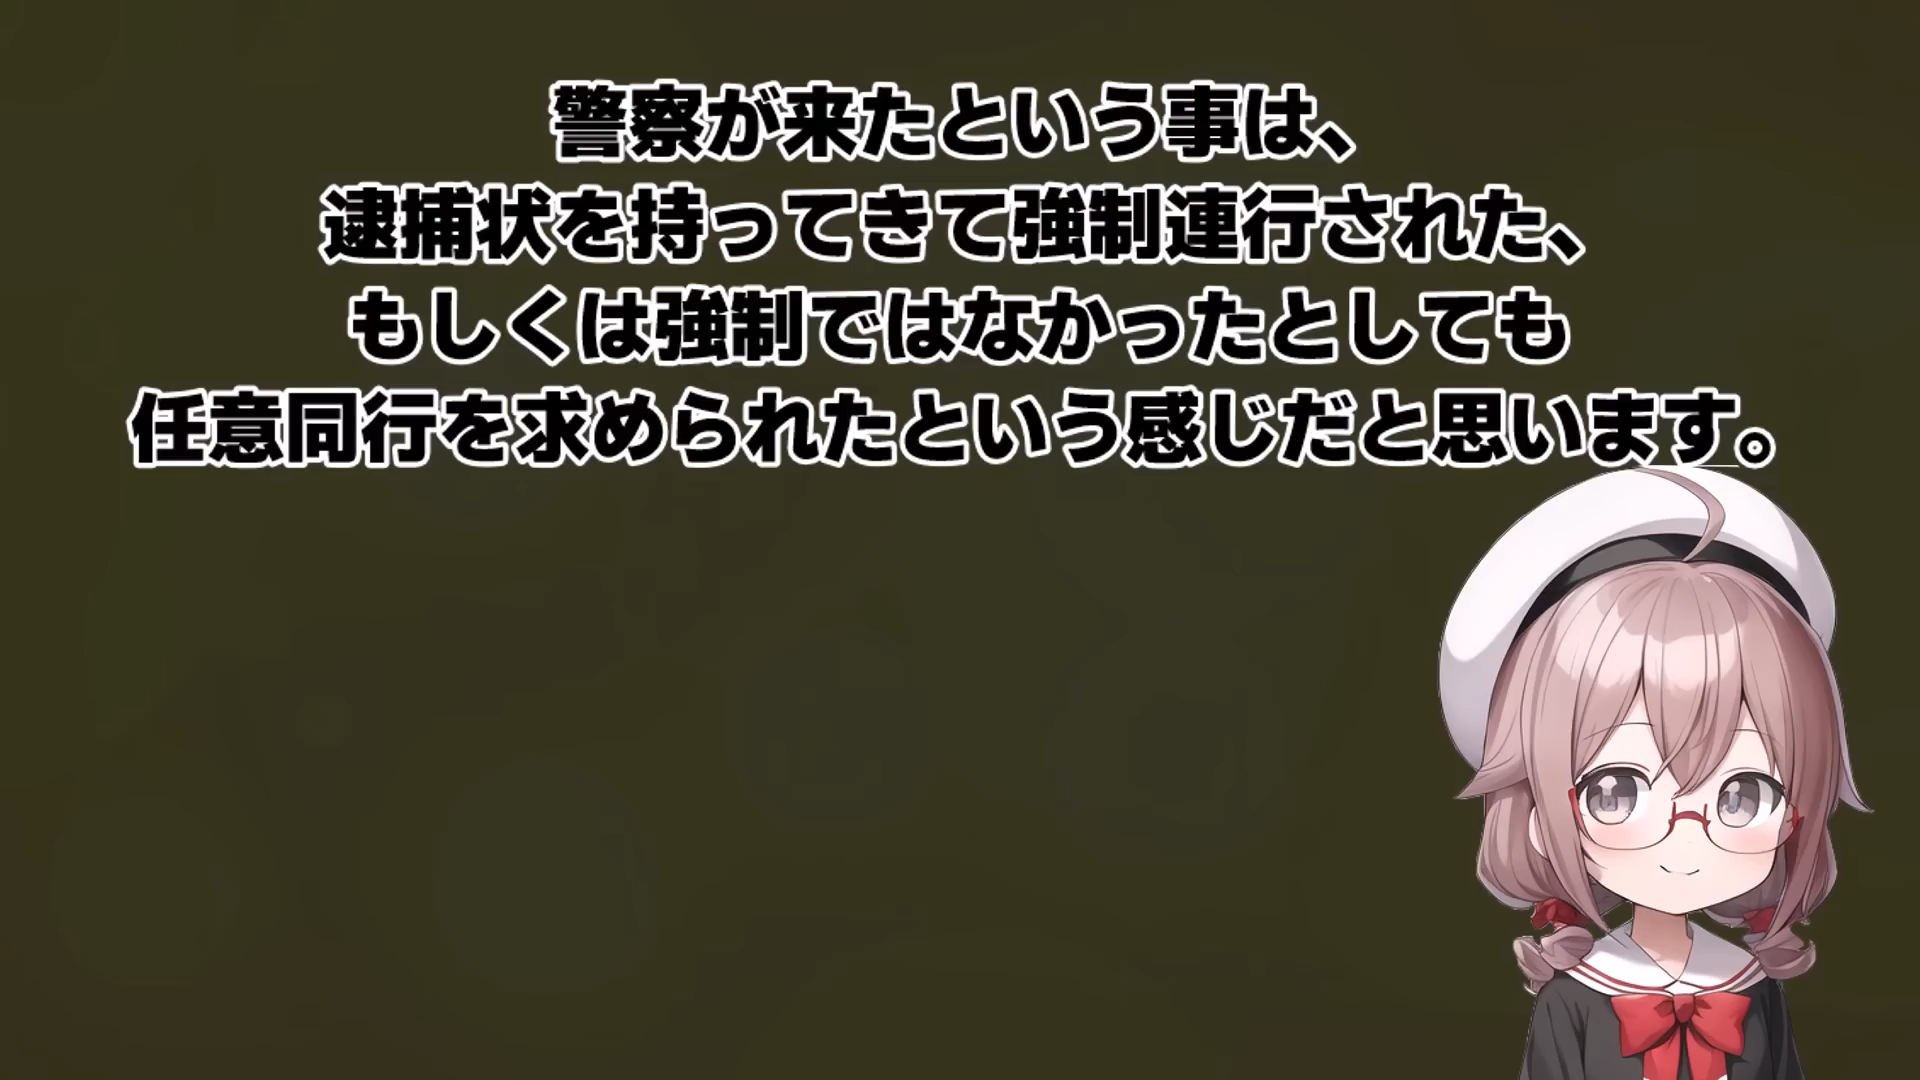 警察が来たという事は、
逮捕状を持ってきて強制連行された、
もしくは強制ではなかったとしても
任意同行を求められたという感じだと思います。